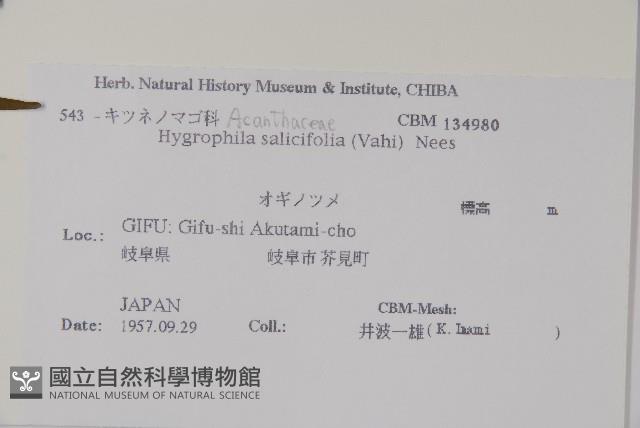 Herb. Natural History Museum & Institute, CHIBA
543 - キツネノマゴ科 Acanthaceae CBM 134980
Hygrophila salicifolia (Vahl) Nees
オギノツメ 標高 m
Loc.: GIFU: Gifu-shi Akutami-cho
岐阜県 岐阜市 芥見町
JAPAN CBM-Mesh:
Date: 1957.09.29 Coll.: 井波一雄 ( K. Inami )
國立自然科學博物館
NATIONAL MUSEUM OF NATURAL SCIENCE